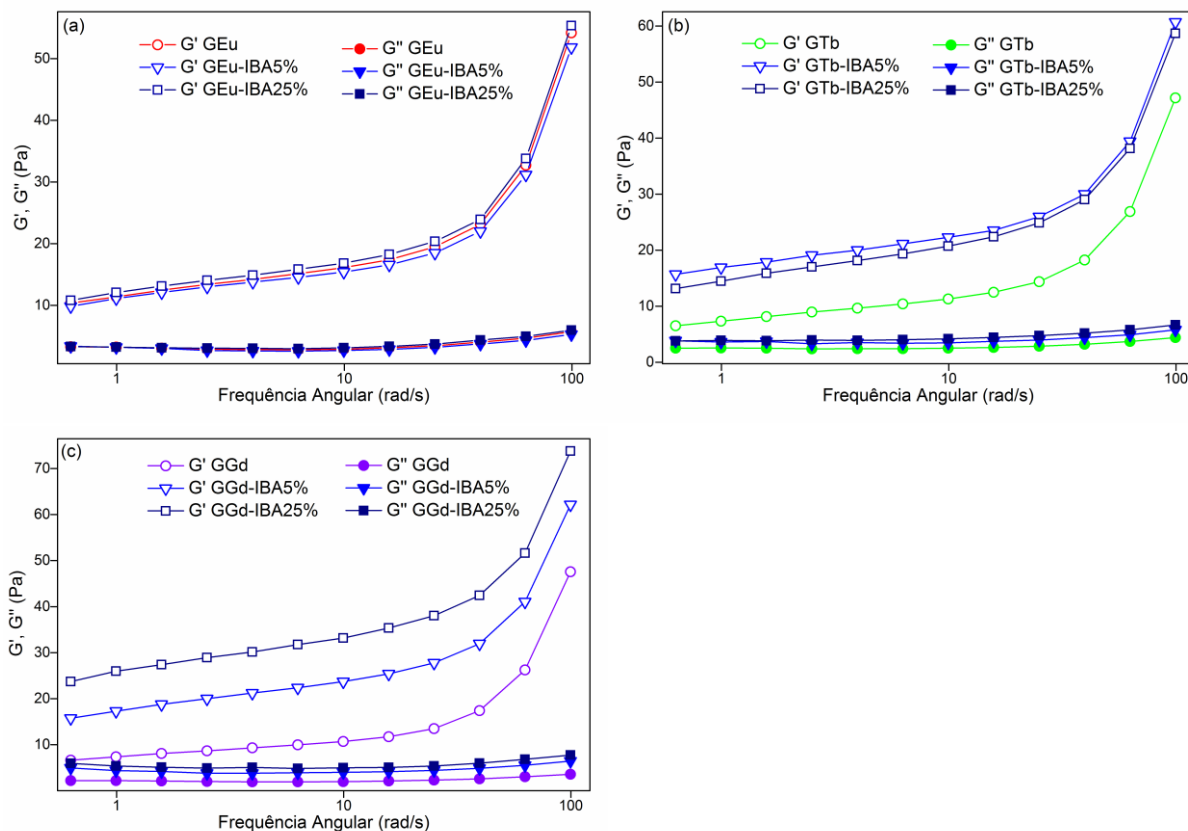 (a)
G' GEu
G'' GEu
G' GEu-IBA5%
G'' GEu-IBA5%
G' GEu-IBA25%
G'' GEu-IBA25%
50
40
30
20
10
G', G'' (Pa)
1
10
100
Frequência Angular (rad/s)
(b)
G' GTb
G'' GTb
G' GTb-IBA5%
G'' GTb-IBA5%
G' GTb-IBA25%
G'' GTb-IBA25%
60
50
40
30
20
10
0
G', G'' (Pa)
1
10
100
Frequência Angular (rad/s)
(c)
G' GGd
G'' GGd
G' GGd-IBA5%
G'' GGd-IBA5%
G' GGd-IBA25%
G'' GGd-IBA25%
70
60
50
40
30
20
10
G', G'' (Pa)
1
10
100
Frequência Angular (rad/s)